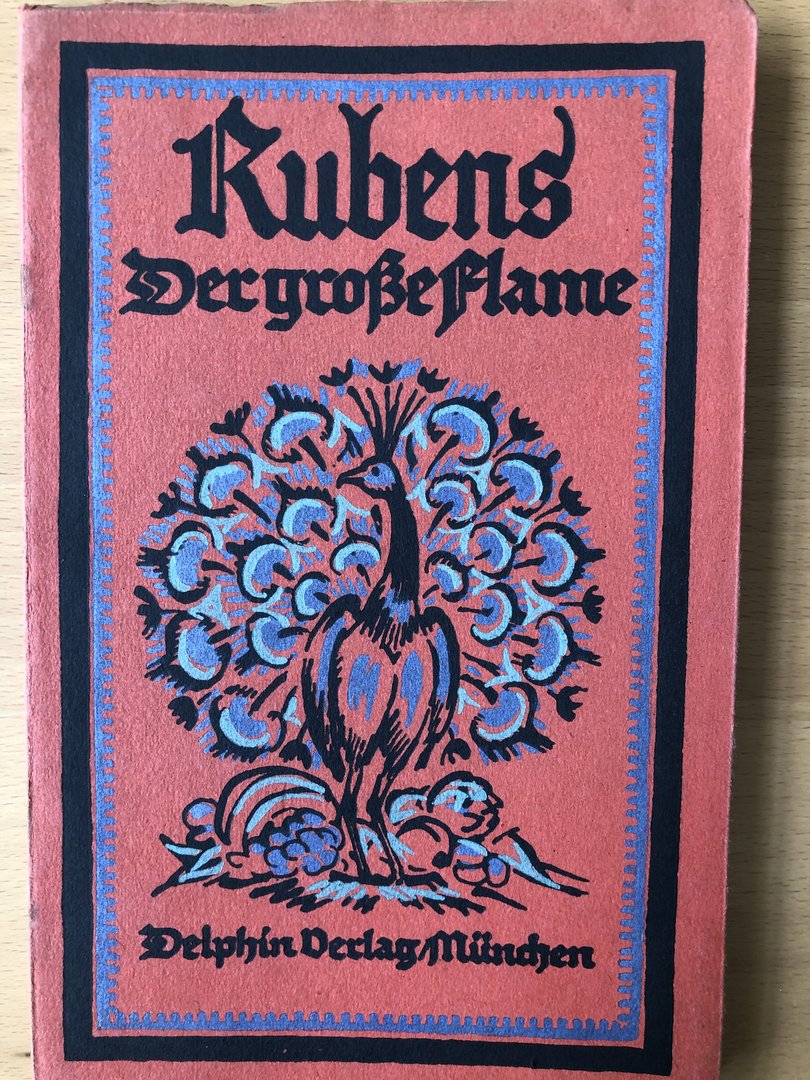 Rubens
Der große Flame
Delphin Verlag / München